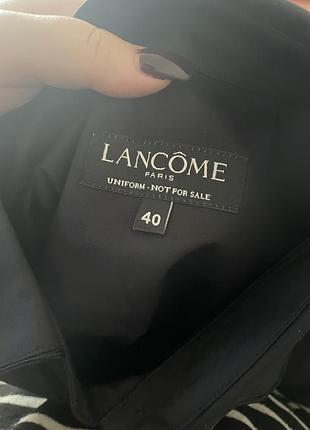 LANCÔME
PARIS
UNIFORM - NOT FOR SALE
40